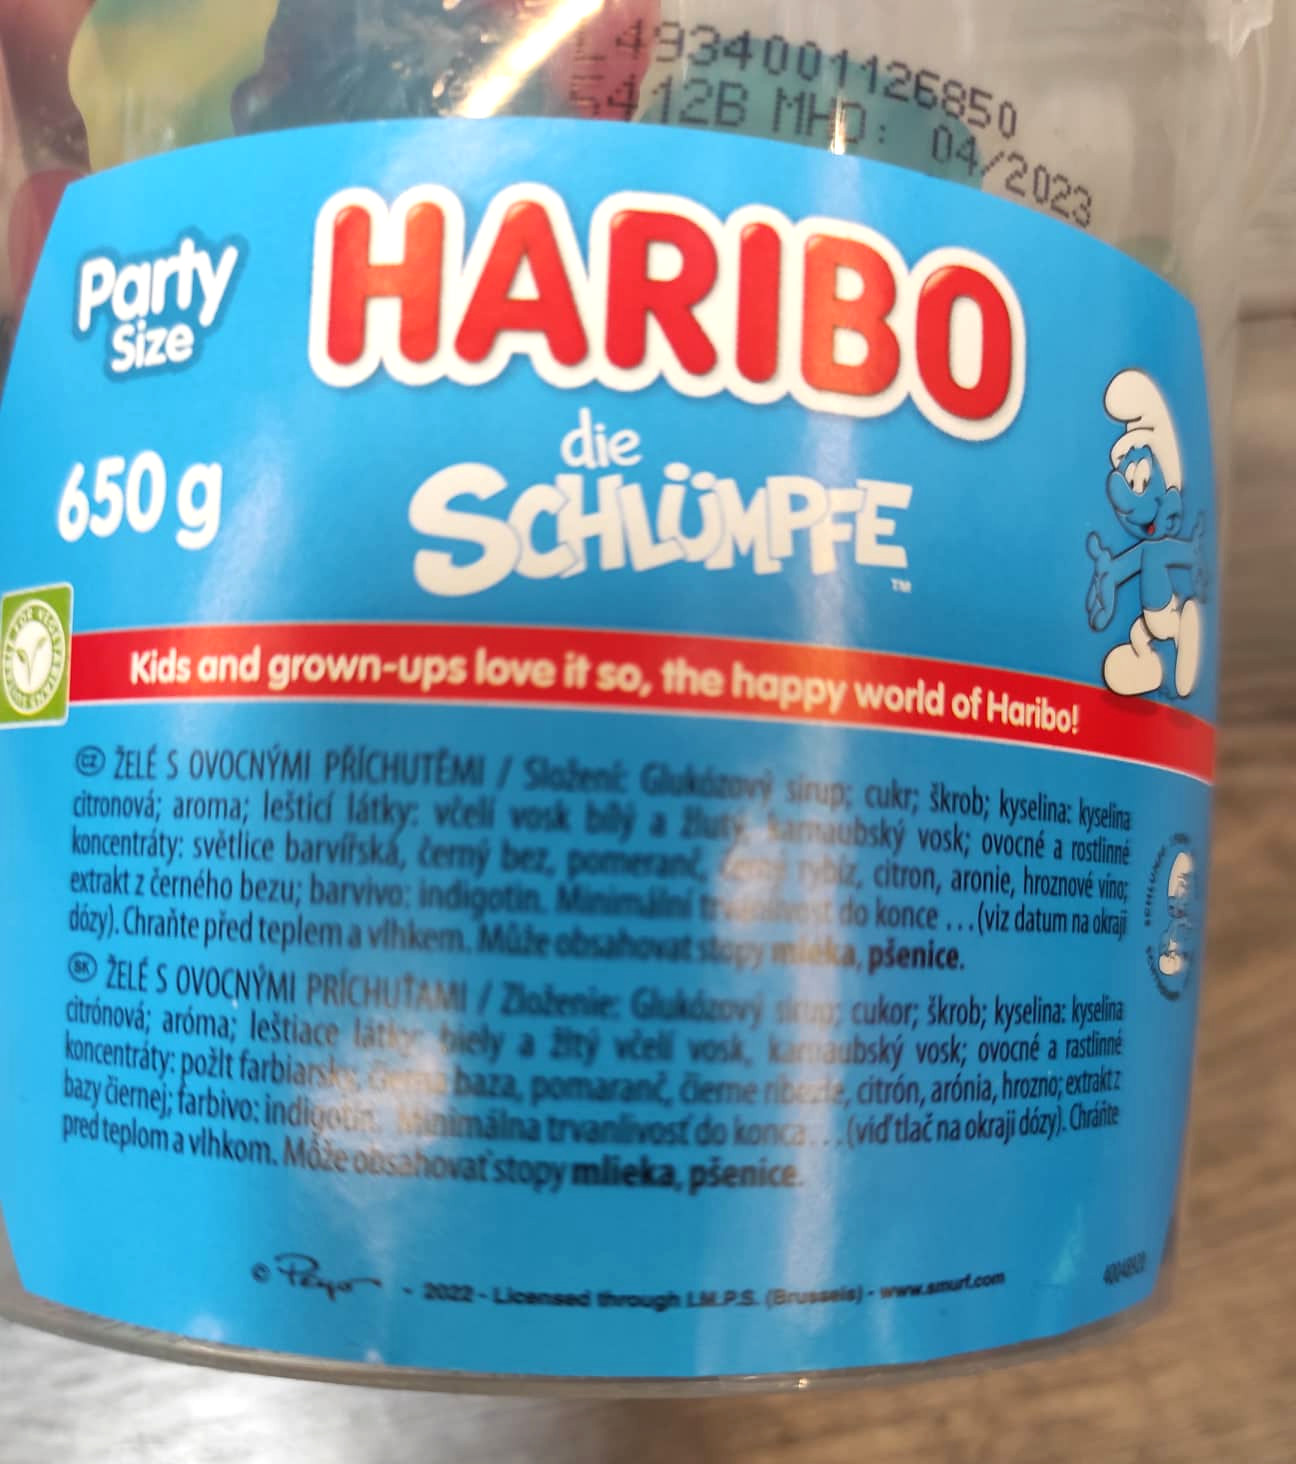 4934001126850
412B MHD: 04/2023
Party
Size
HARIBO
die
SCHLÜMPFE
TM
650 g
Kids and grown-ups love it so, the happy world of Haribo!
CZ ŽELÉ S OVOCNÝMI PŘÍCHUTĚMI / Složení: Glukózový sirup; cukr; škrob; kyselina: kyselina
citronová; aroma; lešticí látky: včelí vosk bílý a žlutý, karnaubský vosk; ovocné a rostlinné
koncentráty: světlice barvířská, černý bez, pomeranč, černý rybíz, citron, aronie, hroznové víno;
extrakt z černého bezu; barvivo: indigotin. Minimální trvanlivost do konce ...(viz datum na okraji
dózy). Chraňte před teplem a vlhkem. Může obsahovat stopy mléka, pšenice.
SK ŽELÉ S OVOCNÝMI PRÍCHUŤAMI / Zloženie: Glukózový sirup; cukor; škrob; kyselina: kyselina
citrónová; aróma; leštiace látky: biely a žltý včelí vosk, karnaubský vosk; ovocné a rastlinné
koncentráty: požlt farbiarsky, čierna baza, pomaranč, čierne ríbezle, citrón, arónia, hrozno; extrakt z
bazy čiernej; farbivo: indigotín. Minimálna trvanlivosť do konca ...(viď tlač na okraji dózy). Chráňte
pred teplom a vlhkom. Môže obsahovať stopy mlieka, pšenice.
© Peyo - 2022 - Licensed through I.M.P.S. (Brussels) - www.smurf.com